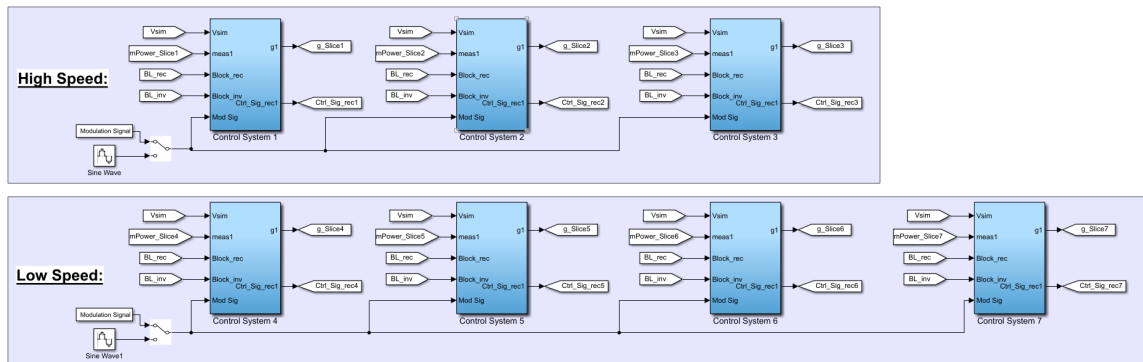 Vsim Vsim g1 g_Slice1 Vsim Vsim g1 g_Slice2 Vsim Vsim g1 g_Slice3
mPower_Slice1 meas1 mPower_Slice2 meas1 mPower_Slice3 meas1
High Speed:
BL_rec Block_rec BL_rec Block_rec BL_rec Block_rec
BL_inv Block_inv BL_inv Block_inv BL_inv Block_inv
Ctrl_Sig_rec1 Ctrl_Sig_rec1 Ctrl_Sig_rec1 Ctrl_Sig_rec2 Ctrl_Sig_rec1 Ctrl_Sig_rec3
Mod Sig Mod Sig Mod Sig
Modulation Signal
Control System 1 Control System 2 Control System 3
Sine Wave
Vsim Vsim g1 g_Slice4 Vsim Vsim g1 g_Slice5 Vsim Vsim g1 g_Slice6 Vsim Vsim g1 g_Slice7
mPower_Slice4 meas1 mPower_Slice5 meas1 mPower_Slice6 meas1 mPower_Slice7 meas1
BL_rec Block_rec BL_rec Block_rec BL_rec Block_rec BL_rec Block_rec
Low Speed:
BL_inv Block_inv BL_inv Block_inv BL_inv Block_inv BL_inv Block_inv
Ctrl_Sig_rec1 Ctrl_Sig_rec4 Ctrl_Sig_rec1 Ctrl_Sig_rec5 Ctrl_Sig_rec1 Ctrl_Sig_rec6 Ctrl_Sig_rec1 Ctrl_Sig_rec7
Mod Sig Mod Sig Mod Sig Mod Sig
Modulation Signal
Control System 4 Control System 5 Control System 6 Control System 7
Sine Wave1